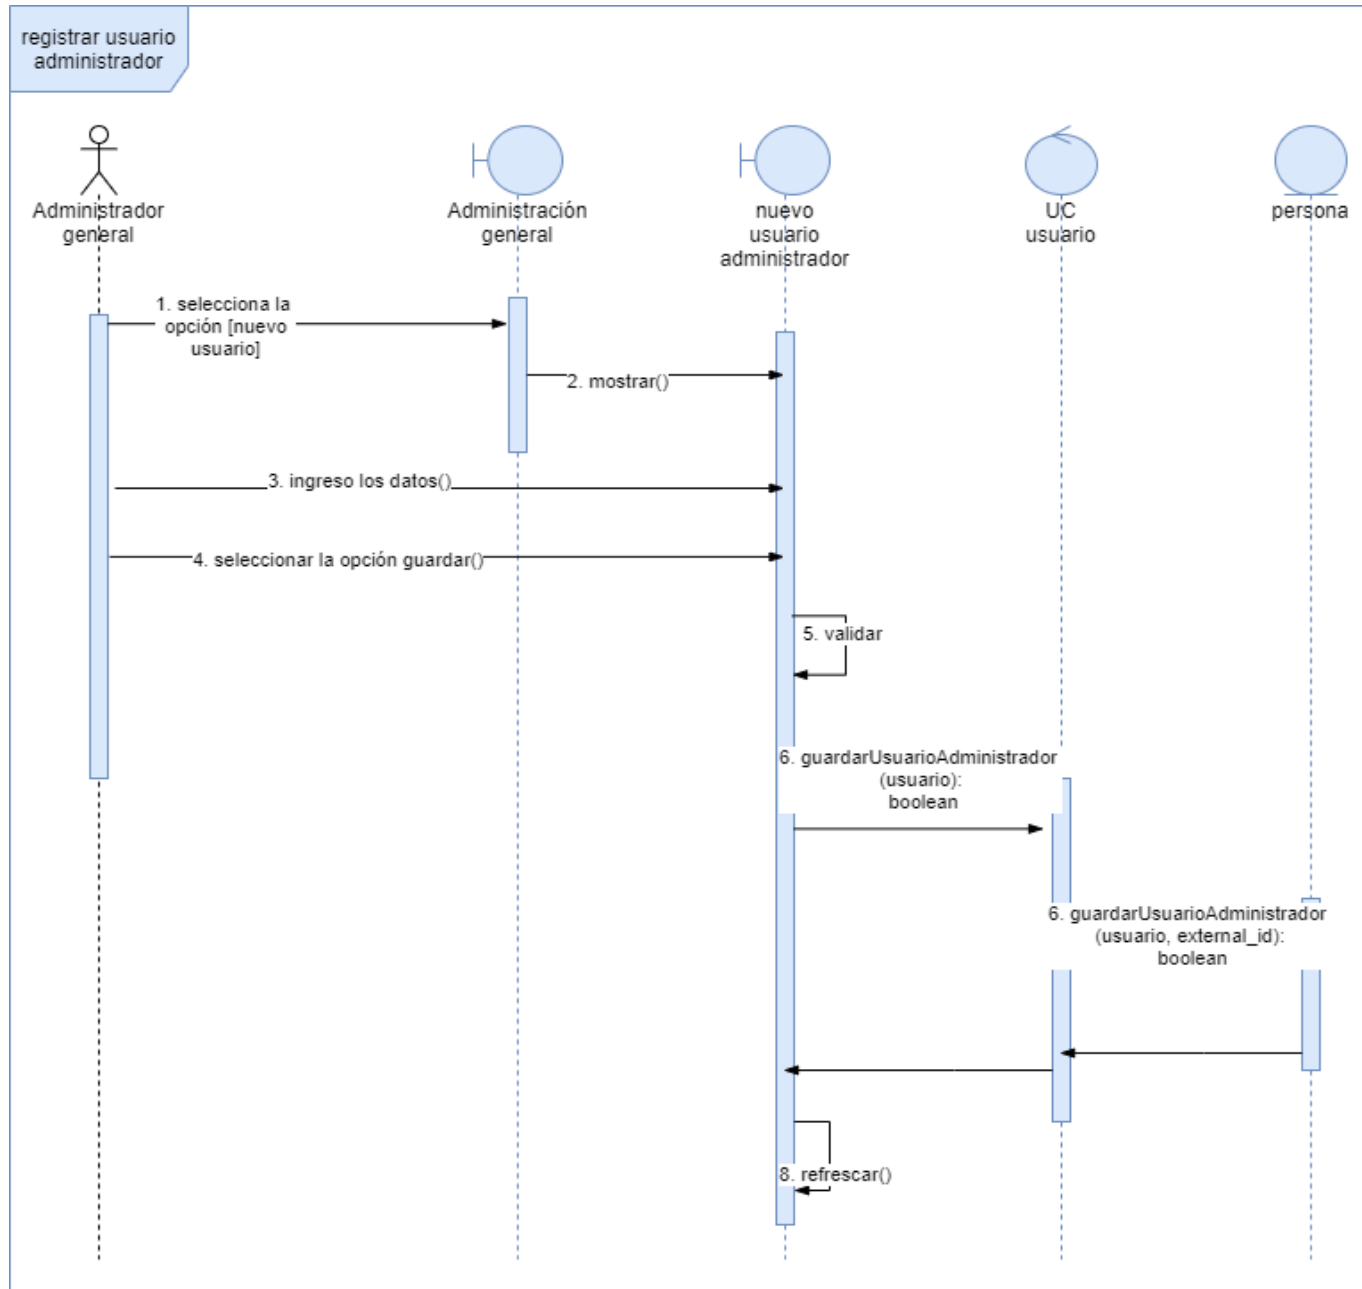 registrar usuario
administrador
Administrador
general
Administración
general
nuevo
usuario
administrador
UC
usuario
persona
1. selecciona la
opción [nuevo
usuario]
2. mostrar()
3. ingreso los datos()
4. seleccionar la opción guardar()
5. validar
6. guardarUsuarioAdministrador
(usuario):
boolean
6. guardarUsuarioAdministrador
(usuario, external_id):
boolean
8. refrescar()